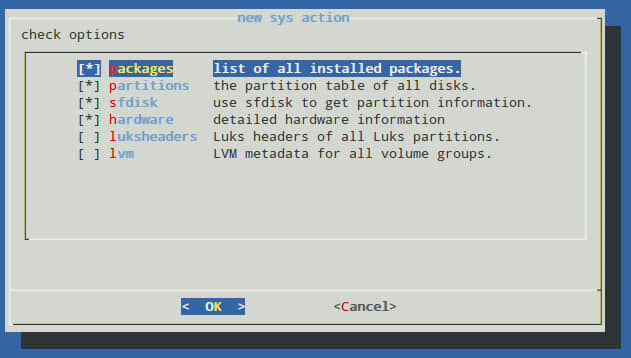 new sys action
check options
[*] packages list of all installed packages.
[*] partitions the partition table of all disks.
[*] sfdisk use sfdisk to get partition information.
[*] hardware detailed hardware information
[ ] luksheaders Luks headers of all Luks partitions.
[ ] lvm LVM metadata for all volume groups.
< OK > <Cancel>